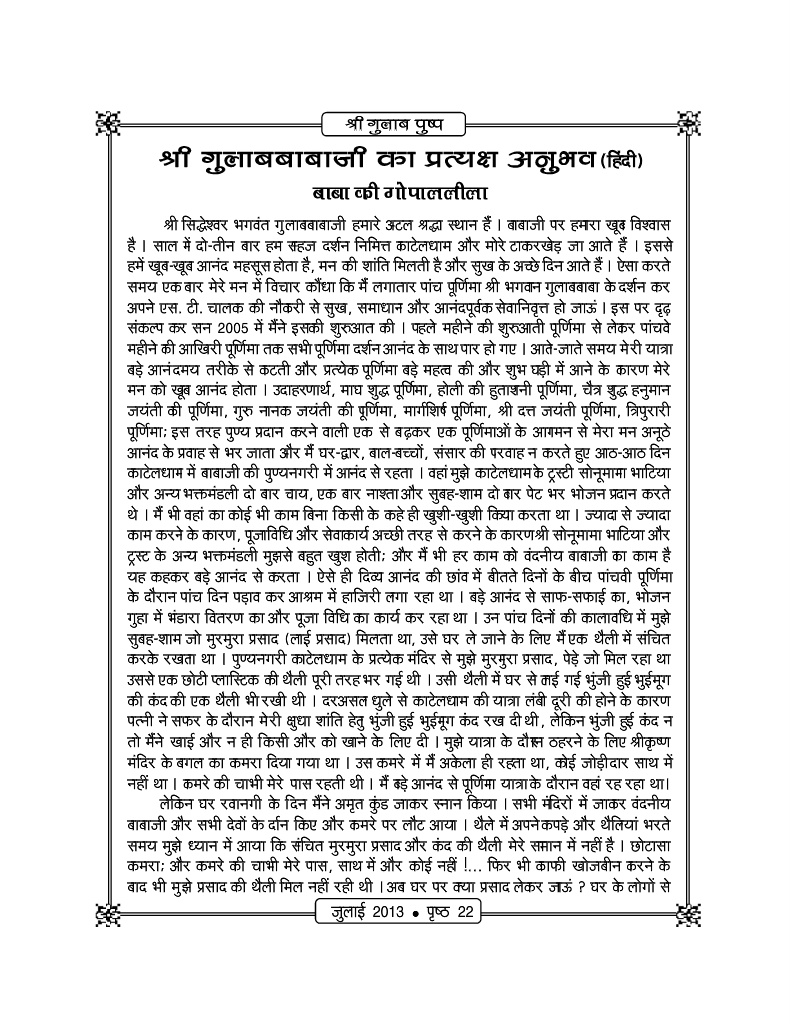 श्री गुलाब पुष्प
श्री गुलाबबाबाजी का प्रत्यक्ष अनुभव (हिंदी)
बाबा की गोपाललीला
श्री सिद्धेश्वर भगवंत गुलाबबाबाजी हमारे अटल श्रद्धा स्थान हैं । बाबाजी पर हमारा खूब विश्वास
है । साल में दो-तीन बार हम सहज दर्शन निमित्त काटेलधाम और मोरे टाकरखेड़ जा आते हैं । इससे
हमें खूब-खूब आनंद महसूस होता है, मन की शांति मिलती है और सुख के अच्छे दिन आते हैं । ऐसा करते
समय एक बार मेरे मन में विचार कौंधा कि मैं लगातार पांच पूर्णिमा श्री भगवान गुलाबबाबा के दर्शन कर
अपने एस. टी. चालक की नौकरी से सुख, समाधान और आनंदपूर्वक सेवानिवृत्त हो जाऊं । इस पर दृढ़
संकल्प कर सन 2005 में मैंने इसकी शुरुआत की । पहले महीने की शुरुआती पूर्णिमा से लेकर पांचवे
महीने की आखिरी पूर्णिमा तक सभी पूर्णिमा दर्शन आनंद के साथ पार हो गए । आते-जाते समय मेरी यात्रा
बड़े आनंदमय तरीके से कटती और प्रत्येक पूर्णिमा बड़े महत्व की और शुभ घड़ी में आने के कारण मेरे
मन को खूब आनंद होता । उदाहरणार्थ, माघ शुद्ध पूर्णिमा, होली की हुताशनी पूर्णिमा, चैत्र शुद्ध हनुमान
जयंती की पूर्णिमा, गुरु नानक जयंती की पूर्णिमा, मार्गशिर्ष पूर्णिमा, श्री दत्त जयंती पूर्णिमा, त्रिपुरारी
पूर्णिमा; इस तरह पुण्य प्रदान करने वाली एक से बढ़कर एक पूर्णिमाओं के आगमन से मेरा मन अनूठे
आनंद के प्रवाह से भर जाता और मैं घर-द्वार, बाल-बच्चों, संसार की परवाह न करते हुए आठ-आठ दिन
काटेलधाम में बाबाजी की पुण्यनगरी में आनंद से रहता । वहां मुझे काटेलधाम के ट्रस्टी सोनूमामा भाटिया
और अन्य भक्तमंडली दो बार चाय, एक बार नाश्ता और सुबह-शाम दो बार पेट भर भोजन प्रदान करते
थे । मैं भी वहां का कोई भी काम बिना किसी के कहे ही खुशी-खुशी किया करता था । ज्यादा से ज्यादा
काम करने के कारण, पूजाविधि और सेवाकार्य अच्छी तरह से करने के कारण श्री सोनूमामा भाटिया और
ट्रस्ट के अन्य भक्तमंडली मुझसे बहुत खुश होती; और मैं भी हर काम को वंदनीय बाबाजी का काम है
यह कहकर बड़े आनंद से करता । ऐसे ही दिव्य आनंद की छांव में बीतते दिनों के बीच पांचवी पूर्णिमा
के दौरान पांच दिन पड़ाव कर आश्रम में हाजिरी लगा रहा था । बड़े आनंद से साफ-सफाई का, भोजन
गुहा में भंडारा वितरण का और पूजा विधि का कार्य कर रहा था । उन पांच दिनों की कालावधि में मुझे
सुबह-शाम जो मुरमुरा प्रसाद (लाई प्रसाद) मिलता था, उसे घर ले जाने के लिए मैं एक थैली में संचित
करके रखता था । पुण्यनगरी काटेलधाम के प्रत्येक मंदिर से मुझे मुरमुरा प्रसाद, पेड़े जो मिल रहा था
उससे एक छोटी प्लास्टिक की थैली पूरी तरह भर गई थी । उसी थैली में घर से लाई गई भुंजी हुई भुईमूग
की कंद की एक थैली भी रखी थी । दरअसल धुले से काटेलधाम की यात्रा लंबी दूरी की होने के कारण
पत्नी ने सफर के दौरान मेरी क्षुधा शांति हेतु भुंजी हुई भुईमूग कंद रख दी थी, लेकिन भुंजी हुई कंद न
तो मैंने खाई और न ही किसी और को खाने के लिए दी । मुझे यात्रा के दौरान ठहरने के लिए श्रीकृष्ण
मंदिर के बगल का कमरा दिया गया था । उस कमरे में मैं अकेला ही रहता था, कोई जोड़ीदार साथ में
नहीं था । कमरे की चाभी मेरे पास रहती थी । मैं बड़े आनंद से पूर्णिमा यात्रा के दौरान वहां रह रहा था।
लेकिन घर रवानगी के दिन मैंने अमृत कुंड जाकर स्नान किया । सभी मंदिरों में जाकर वंदनीय
बाबाजी और सभी देवों के र्दान किए और कमरे पर लौट आया । थैले में अपने कपड़े और थैलियां भरते
समय मुझे ध्यान में आया कि संचित मुरमुरा प्रसाद और कंद की थैली मेरे समान में नहीं है । छोटासा
कमरा; और कमरे की चाभी मेरे पास, साथ में और कोई नहीं !... फिर भी काफी खोजबीन करने के
बाद भी मुझे प्रसाद की थैली मिल नहीं रही थी । अब घर पर क्या प्रसाद लेकर जाऊं ? घर के लोगों से
जुलाई 2013 ● पृष्ठ 22